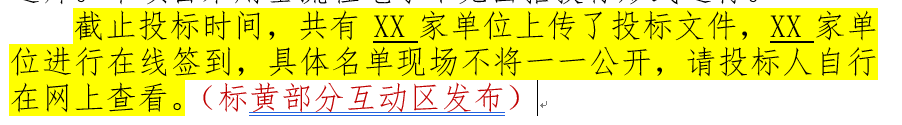 截止投标时间，共有 XX 家单位上传了投标文件，XX 家单
位进行在线签到，具体名单现场不将一一公开，请投标人自行
在网上查看。（标黄部分互动区发布）